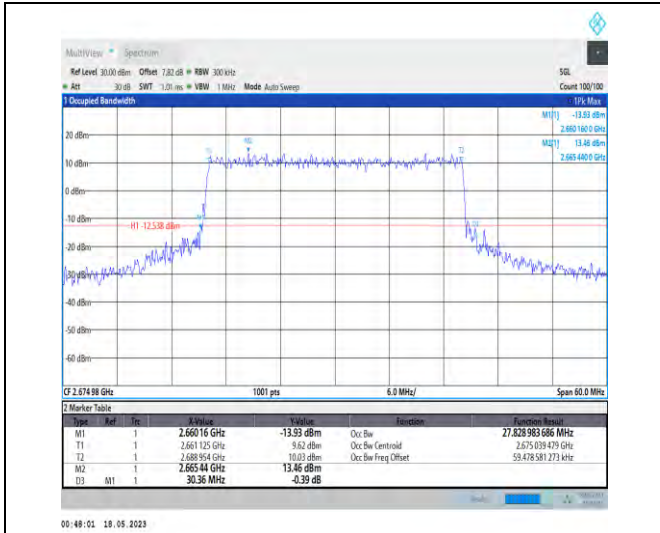 MultiView Spectrum
Ref Level 30.00 dBm Offset 7.82 dB RBW 300 kHz SGL
Att 30 dB SWT 1.01 ms VBW 1 MHz Mode Auto Sweep Count 100/100
1 Occupied Bandwidth 1Pk Max
M1[1] -13.93 dBm
2.660 160 0 GHz
M2[1] 13.46 dBm
2.665 440 0 GHz
20 dBm
T2
10 dBm
0 dBm
-10 dBm
H1 -12.538 dBm
-20 dBm
-30 dBm
-40 dBm
-50 dBm
-60 dBm
CF 2.674 98 GHz 1001 pts 6.0 MHz/ Span 60.0 MHz
2 Marker Table
Type Ref Trc X-Value Y-Value Function Function Result
M1 1 2.66016 GHz -13.93 dBm Occ Bw 27.828 983 686 MHz
T1 1 2.661 125 GHz 9.62 dBm Occ Bw Centroid 2.675 039 479 GHz
T2 1 2.688 954 GHz 10.03 dBm Occ Bw Freq Offset 59.478 581 273 kHz
M2 1 2.665 44 GHz 13.46 dBm
D3 M1 1 30.36 MHz -0.39 dB
00:48:01 18.05.2023